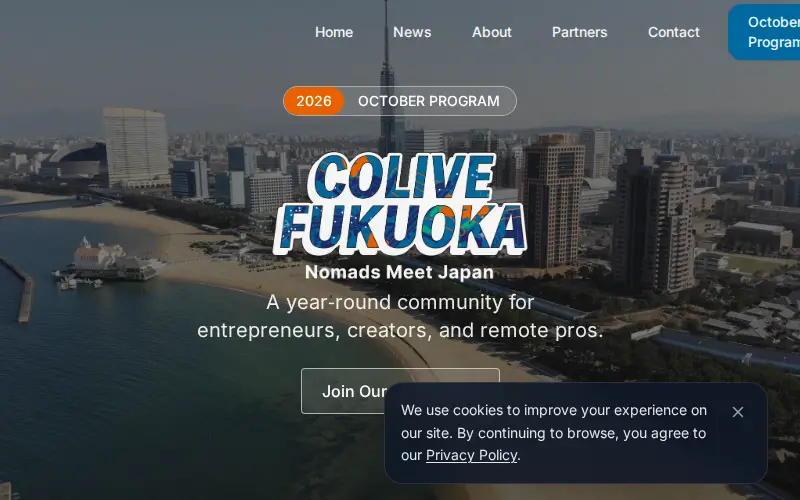 Home News About Partners Contact
October
Program
2026 OCTOBER PROGRAM
COLIVE
FUKUOKA
Nomads Meet Japan
A year-round community for
entrepreneurs, creators, and remote pros.
Join Our
We use cookies to improve your experience on
our site. By continuing to browse, you agree to
our Privacy Policy.